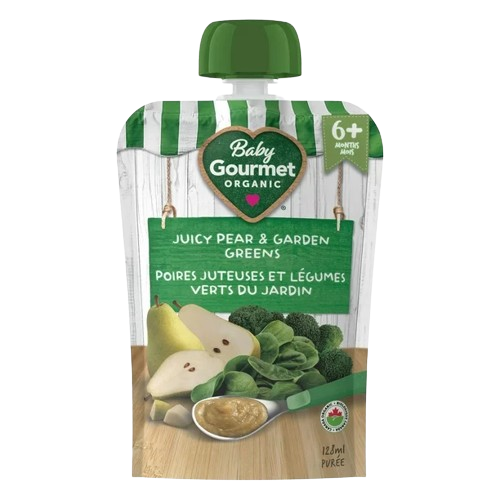 Baby
Gourmet
ORGANIC
6+
MONTHS
MOIS
JUICY PEAR & GARDEN
GREENS
POIRES JUTEUSES ET LÉGUMES
VERTS DU JARDIN
128ml
PURÉE